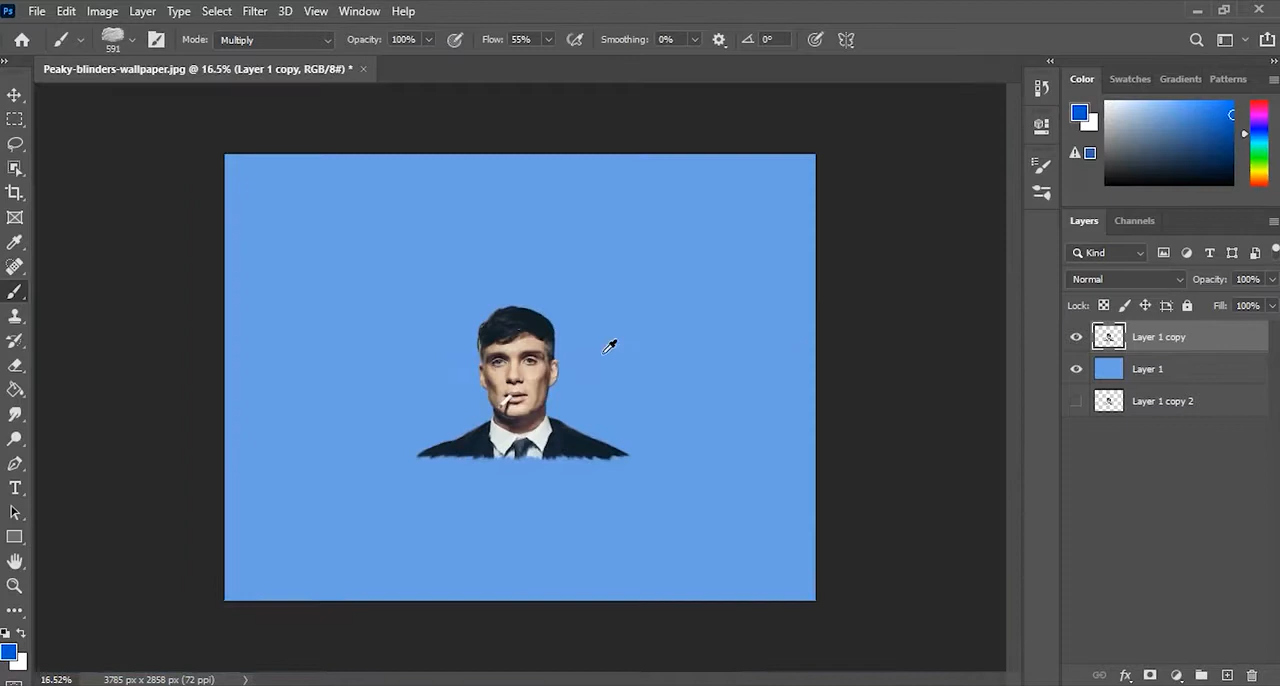 Ps File Edit Image Layer Type Select Filter 3D View Window Help
591 Mode: Multiply Opacity: 100% Flow: 55% Smoothing: 0% 0°
Peaky-blinders-wallpaper.jpg @ 16.5% (Layer 1 copy, RGB/8#) *
Color Swatches Gradients Patterns
Layers Channels
Kind
Normal Opacity: 100%
Lock: Fill: 100%
Layer 1 copy
Layer 1
Layer 1 copy 2
16.52% 3785 px x 2858 px (72 ppi)